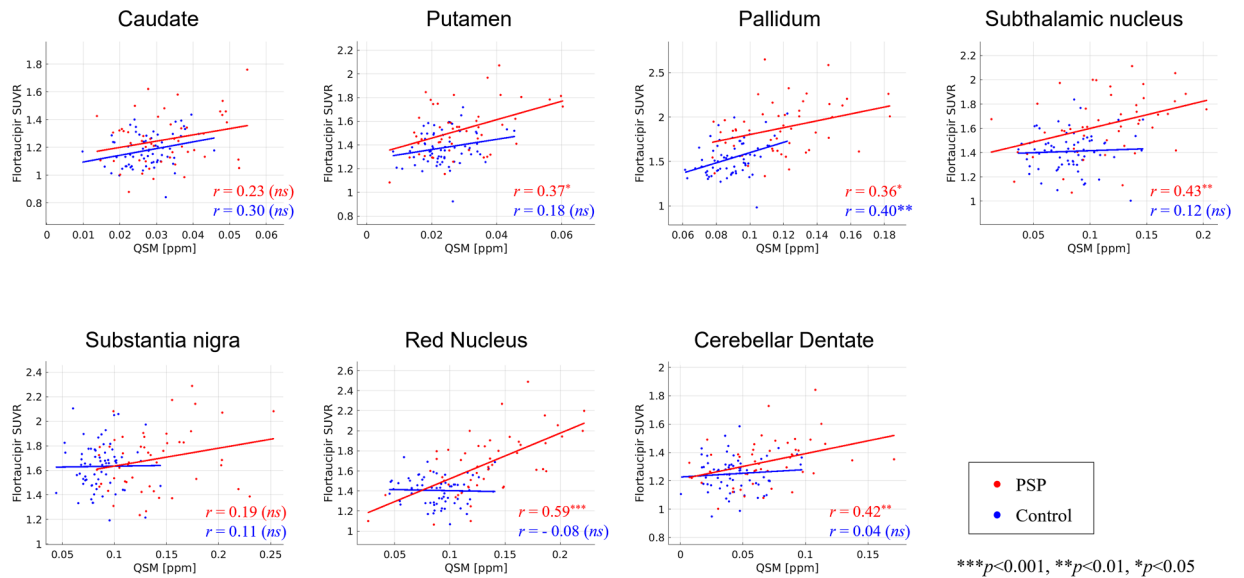 Caudate
Putamen
Pallidum
Subthalamic nucleus
Flortaucipir SUVR
1.8
1.6
1.4
1.2
1
0.8
r = 0.23 (ns)
r = 0.30 (ns)
0
0.01
0.02
0.03
0.04
0.05
0.06
QSM [ppm]
Flortaucipir SUVR
2.2
2
1.8
1.6
1.4
1.2
1
0.8
r = 0.37*
r = 0.18 (ns)
0
0.02
0.04
0.06
QSM [ppm]
Flortaucipir SUVR
2.5
2
1.5
1
r = 0.36*
r = 0.40**
0.06
0.08
0.1
0.12
0.14
0.16
0.18
QSM [ppm]
Flortaucipir SUVR
2.2
2
1.8
1.6
1.4
1.2
1
r = 0.43**
r = 0.12 (ns)
0.05
0.1
0.15
0.2
QSM [ppm]
Substantia nigra
Red Nucleus
Cerebellar Dentate
Flortaucipir SUVR
2.4
2.2
2
1.8
1.6
1.4
1.2
1
r = 0.19 (ns)
r = 0.11 (ns)
0.05
0.1
0.15
0.2
0.25
QSM [ppm]
Flortaucipir SUVR
2.6
2.4
2.2
2
1.8
1.6
1.4
1.2
1
r = 0.59***
r = - 0.08 (ns)
0.05
0.1
0.15
0.2
QSM [ppm]
Flortaucipir SUVR
2
1.8
1.6
1.4
1.2
1
0.8
r = 0.42**
r = 0.04 (ns)
0
0.05
0.1
0.15
QSM [ppm]
PSP
Control
***p<0.001, **p<0.01, *p<0.05